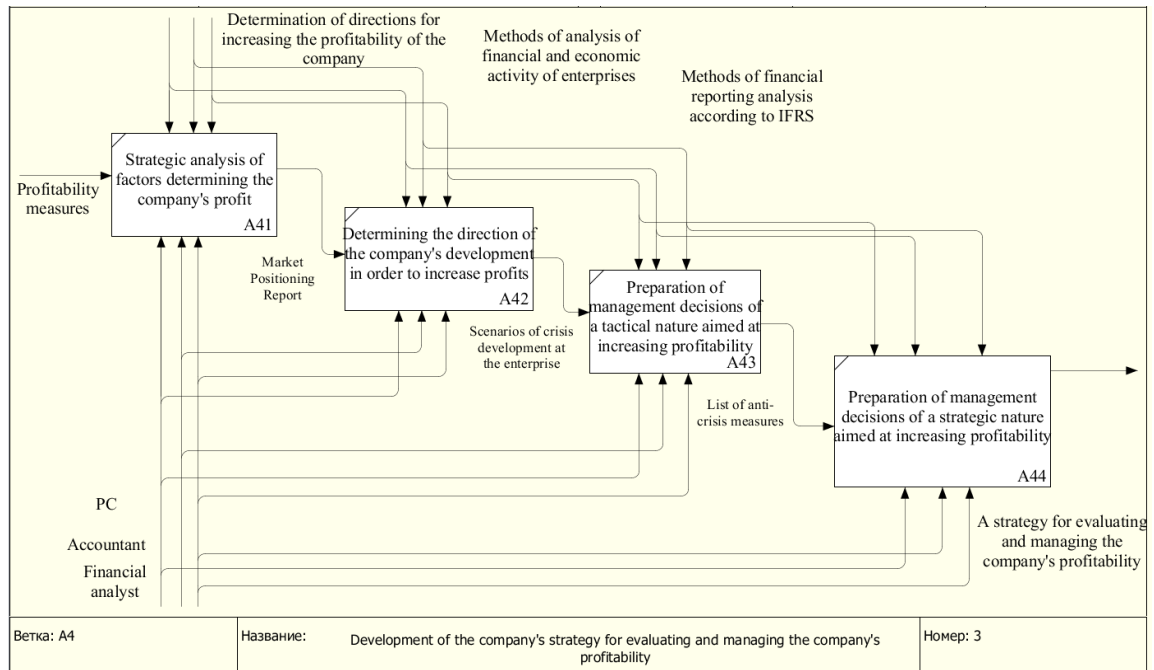 Determination of directions for
increasing the profitability of the
company
Methods of analysis of
financial and economic
activity of enterprises
Methods of financial
reporting analysis
according to IFRS
Profitability
measures
Strategic analysis of
factors determining the
company's profit
A41
Market
Positioning
Report
Determining the direction of
the company's development
in order to increase profits
A42
Scenarios of crisis
development at
the enterprise
Preparation of
management decisions of
a tactical nature aimed at
increasing profitability
A43
List of anti-
crisis measures
Preparation of management
decisions of a strategic nature
aimed at increasing profitability
A44
PC
Accountant
Financial
analyst
A strategy for evaluating
and managing the
company's profitability
Ветка: A4
Название:
Development of the company's strategy for evaluating and managing the company's
profitability
Номер: 3